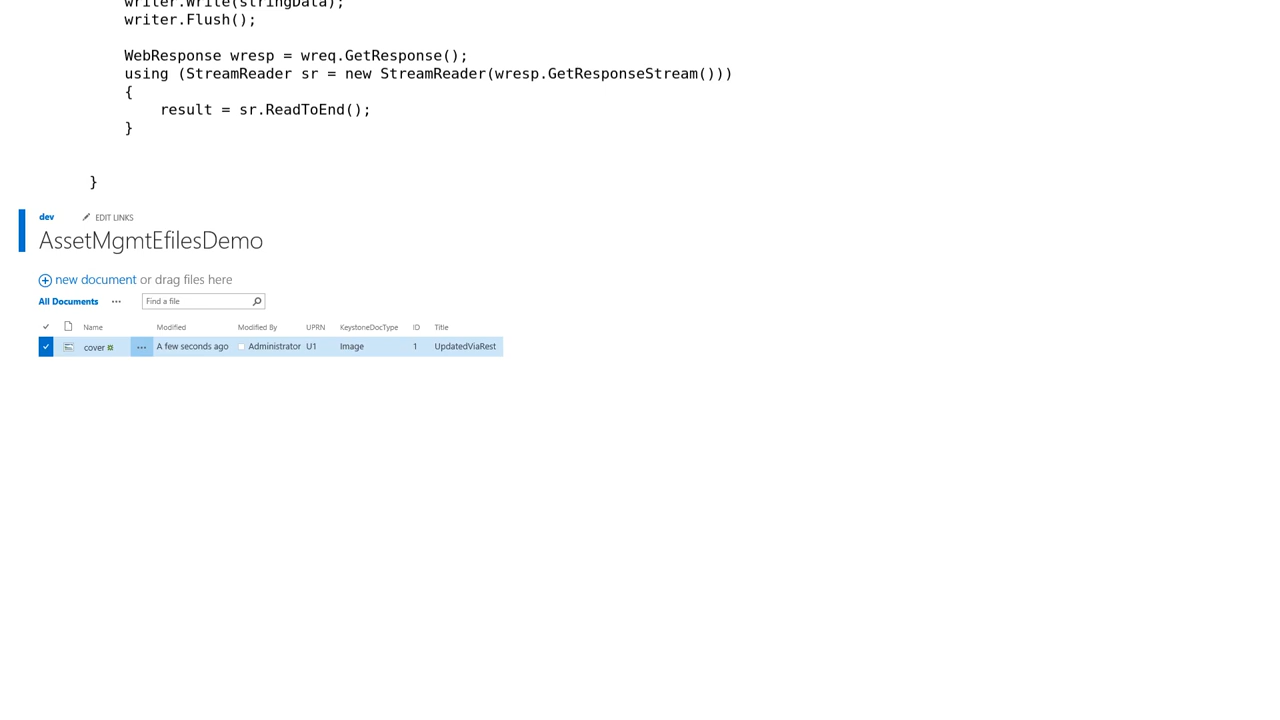 writer.Write(stringData);
writer.Flush();
WebResponse wresp = wreq.GetResponse();
using (StreamReader sr = new StreamReader(wresp.GetResponseStream()))
{
result = sr.ReadToEnd();
}
}
dev EDIT LINKS
AssetMgmtEfilesDemo
new document or drag files here
All Documents ... Find a file
Name Modified Modified By UPRN KeystoneDocType ID Title
cover ... A few seconds ago Administrator U1 Image 1 UpdatedViaRest